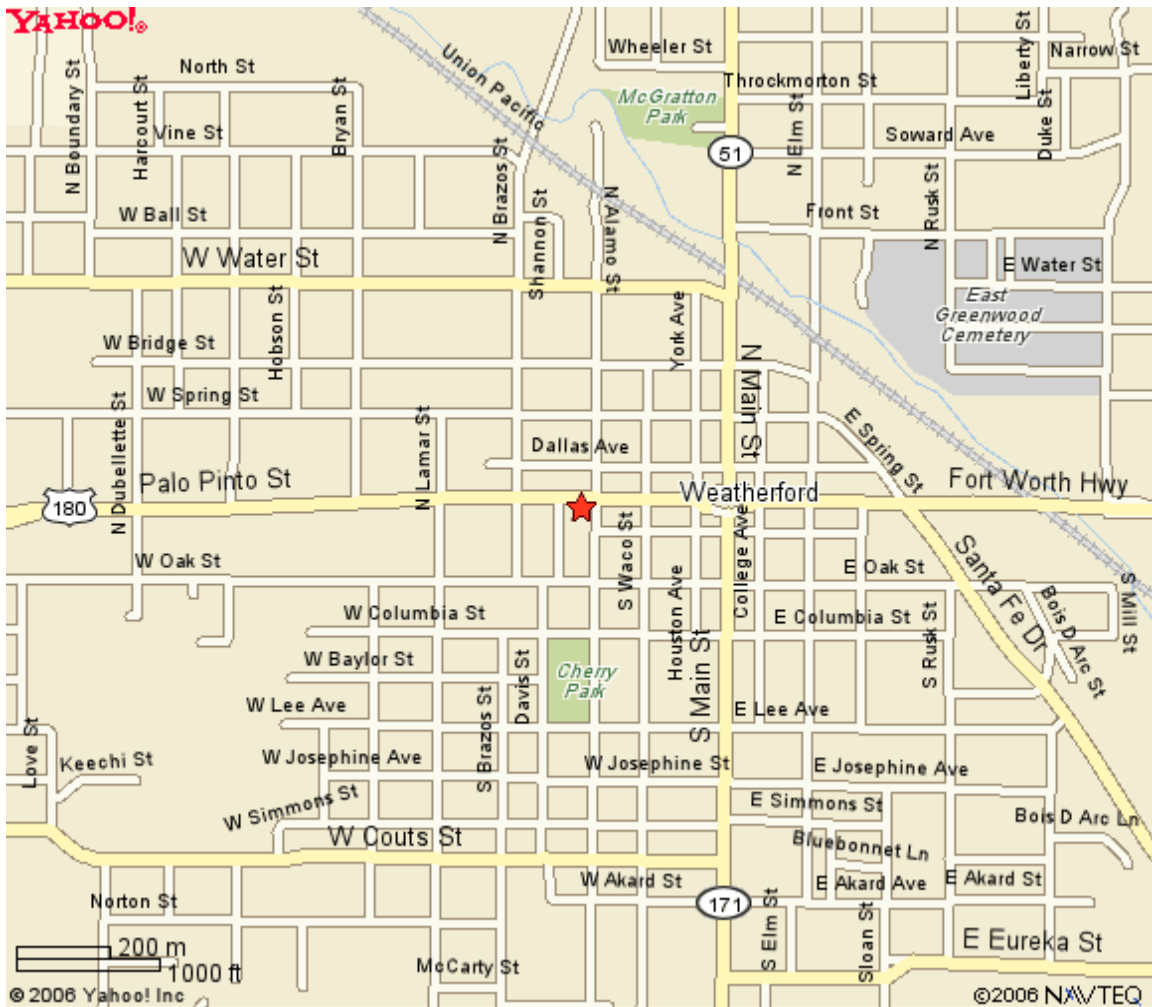 YAHOO!®
Wheeler St
Narrow St
Liberty St
North St
Union Pacific
Throckmorton St
N Boundary St
Harcourt St
Bryan St
McGratton
Park
Vine St
N Elm St
Soward Ave
Duke St
51
N Brazos St
Shannon St
N Alamo St
W Ball St
Front St
N Rusk St
W Water St
E Water St
East
Greenwood
Cemetery
Hobson St
York Ave
W Bridge St
N Main St
W Spring St
N Dubellette St
N Lamar St
Dallas Ave
E Spring St
Palo Pinto St
Weatherford
Fort Worth Hwy
180
College Ave
S Waco St
W Oak St
E Oak St
Santa Fe Dr
S Mill St
Houston Ave
W Columbia St
E Columbia St
Bois D Arc St
S Rusk St
W Baylor St
Davis St
Cherry
Park
S Main St
W Lee Ave
E Lee Ave
S Brazos St
Love St
Keechi St
W Josephine Ave
W Josephine St
E Josephine Ave
W Simmons St
E Simmons St
Bois D Arc Ln
W Couts St
Bluebonnet Ln
W Akard St
E Akard Ave
E Akard St
Norton St
171
S Elm St
Sloan St
E Eureka St
200 m
1000 ft
McCarty St
© 2006 Yahoo! Inc
©2006 NAVTEQ